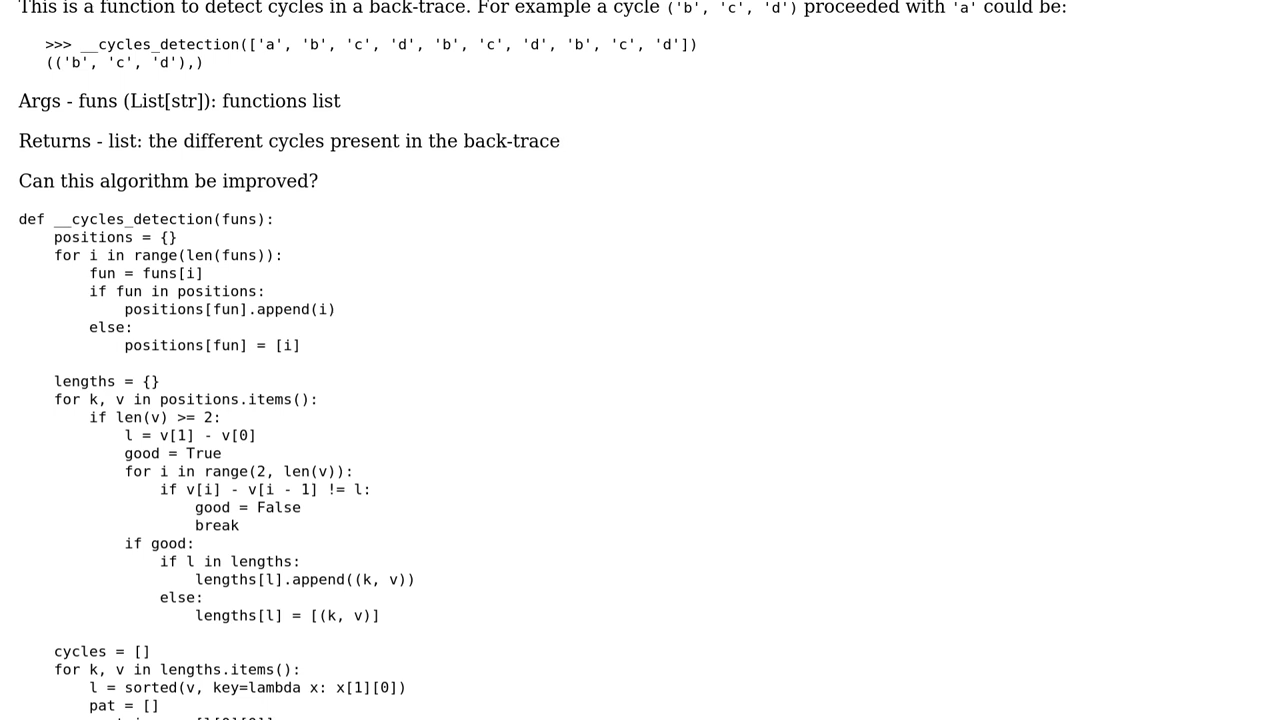 This is a function to detect cycles in a back-trace. For example a cycle ('b', 'c', 'd') proceeded with 'a' could be:
>>> __cycles_detection(['a', 'b', 'c', 'd', 'b', 'c', 'd', 'b', 'c', 'd'])
(('b', 'c', 'd'),)
Args - funs (List[str]): functions list
Returns - list: the different cycles present in the back-trace
Can this algorithm be improved?
def __cycles_detection(funs):
    positions = {}
    for i in range(len(funs)):
        fun = funs[i]
        if fun in positions:
            positions[fun].append(i)
        else:
            positions[fun] = [i]
    lengths = {}
    for k, v in positions.items():
        if len(v) >= 2:
            l = v[1] - v[0]
            good = True
            for i in range(2, len(v)):
                if v[i] - v[i - 1] != l:
                    good = False
                    break
            if good:
                if l in lengths:
                    lengths[l].append((k, v))
                else:
                    lengths[l] = [(k, v)]
    cycles = []
    for k, v in lengths.items():
        l = sorted(v, key=lambda x: x[1][0])
        pat = []